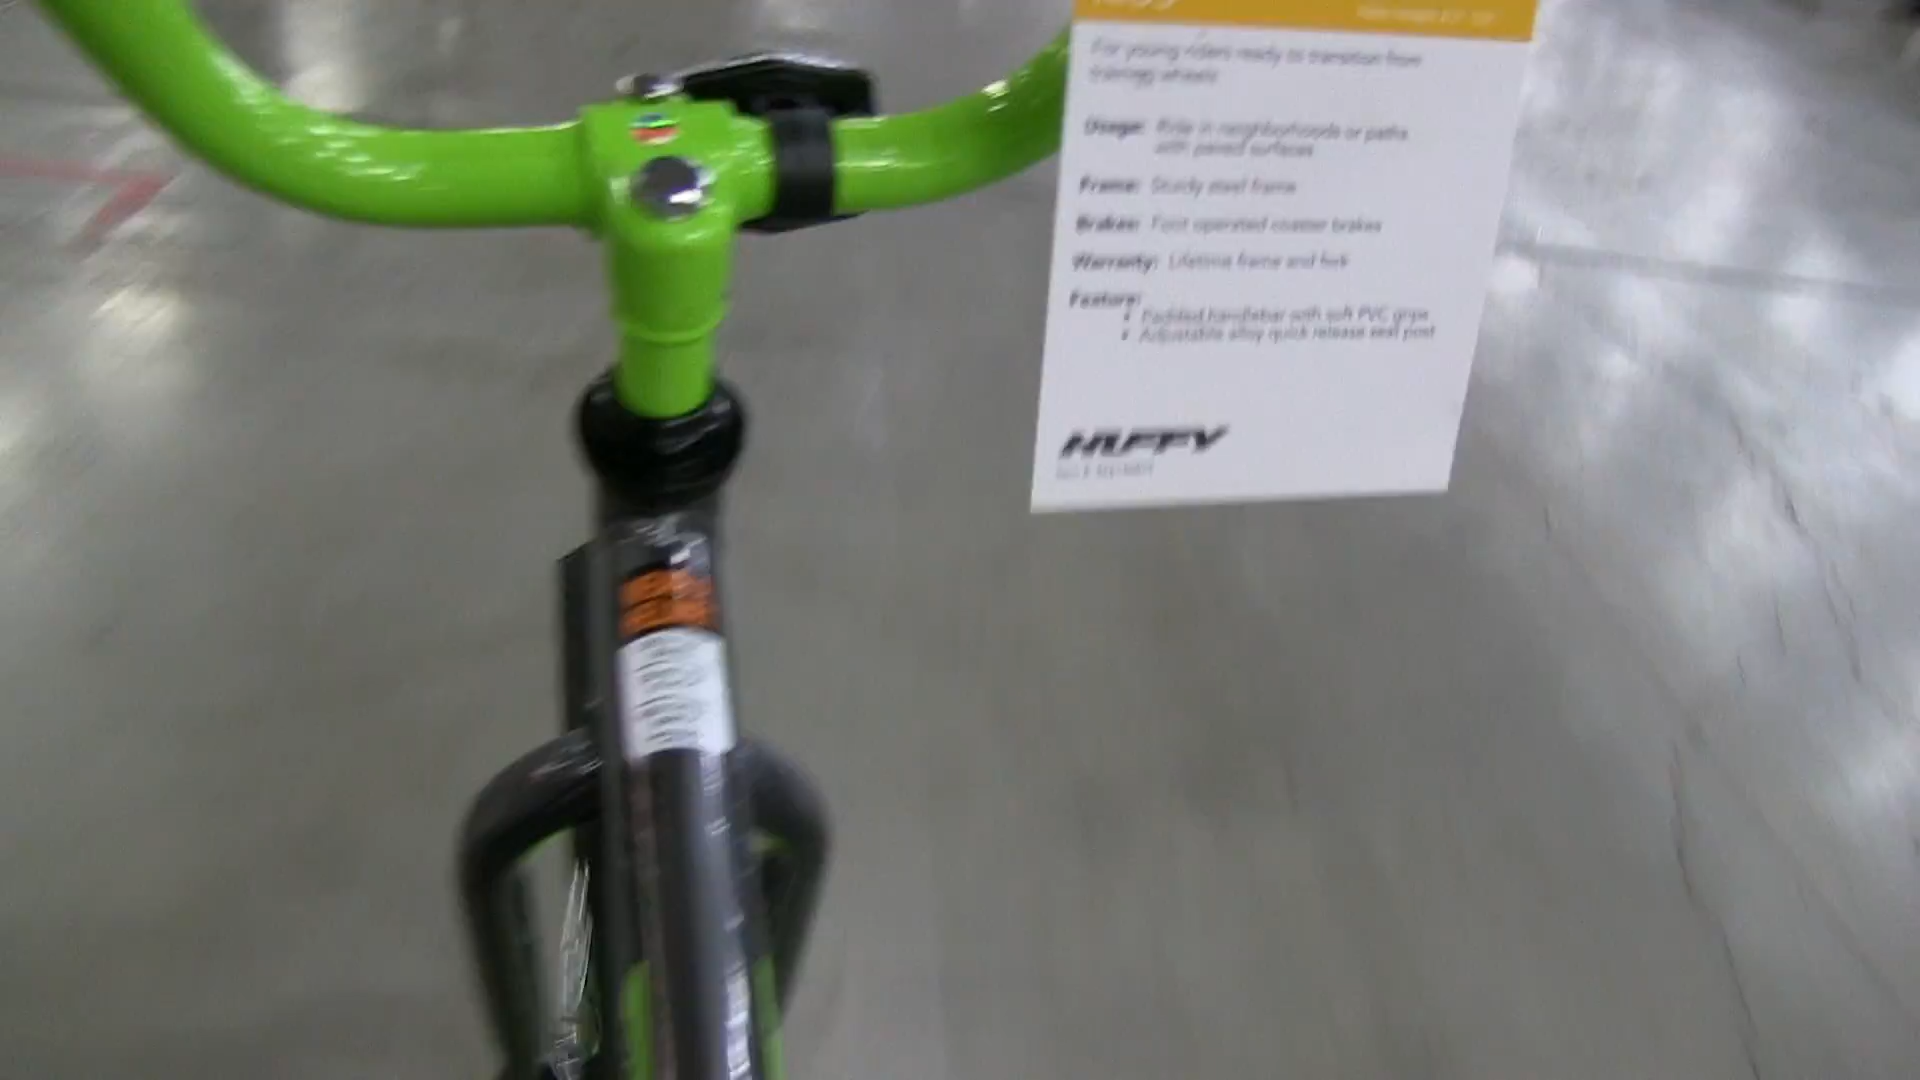 For young riders ready to transition from
training wheels
Usage: Ride in neighborhoods or paths
with paved surfaces
Frame: Sturdy steel frame
Brakes: Foot operated coaster brakes
Warranty: Lifetime frame and fork
Feature:
• Padded handlebar with soft PVC grips
• Adjustable alloy quick release seat post
HUFFY